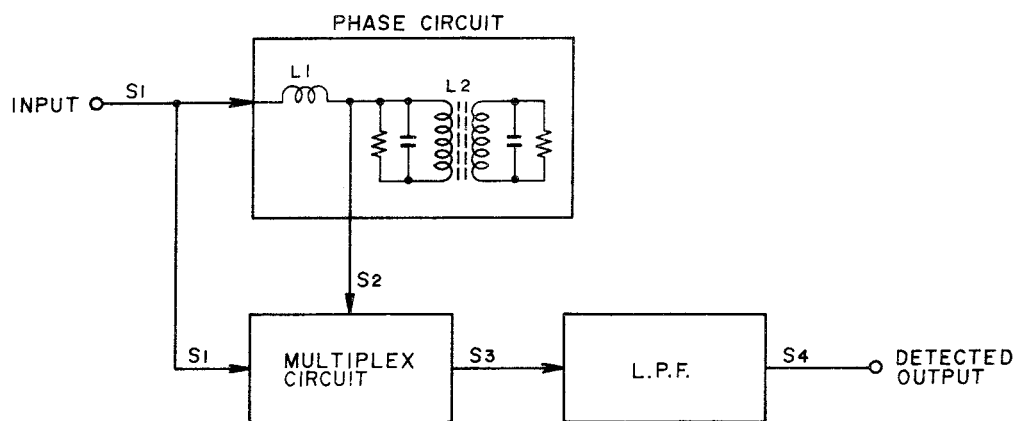 PHASE CIRCUIT
L1
L2
INPUT
S1
S2
S1
MULTIPLEX
CIRCUIT
S3
L.P.F.
S4
DETECTED
OUTPUT